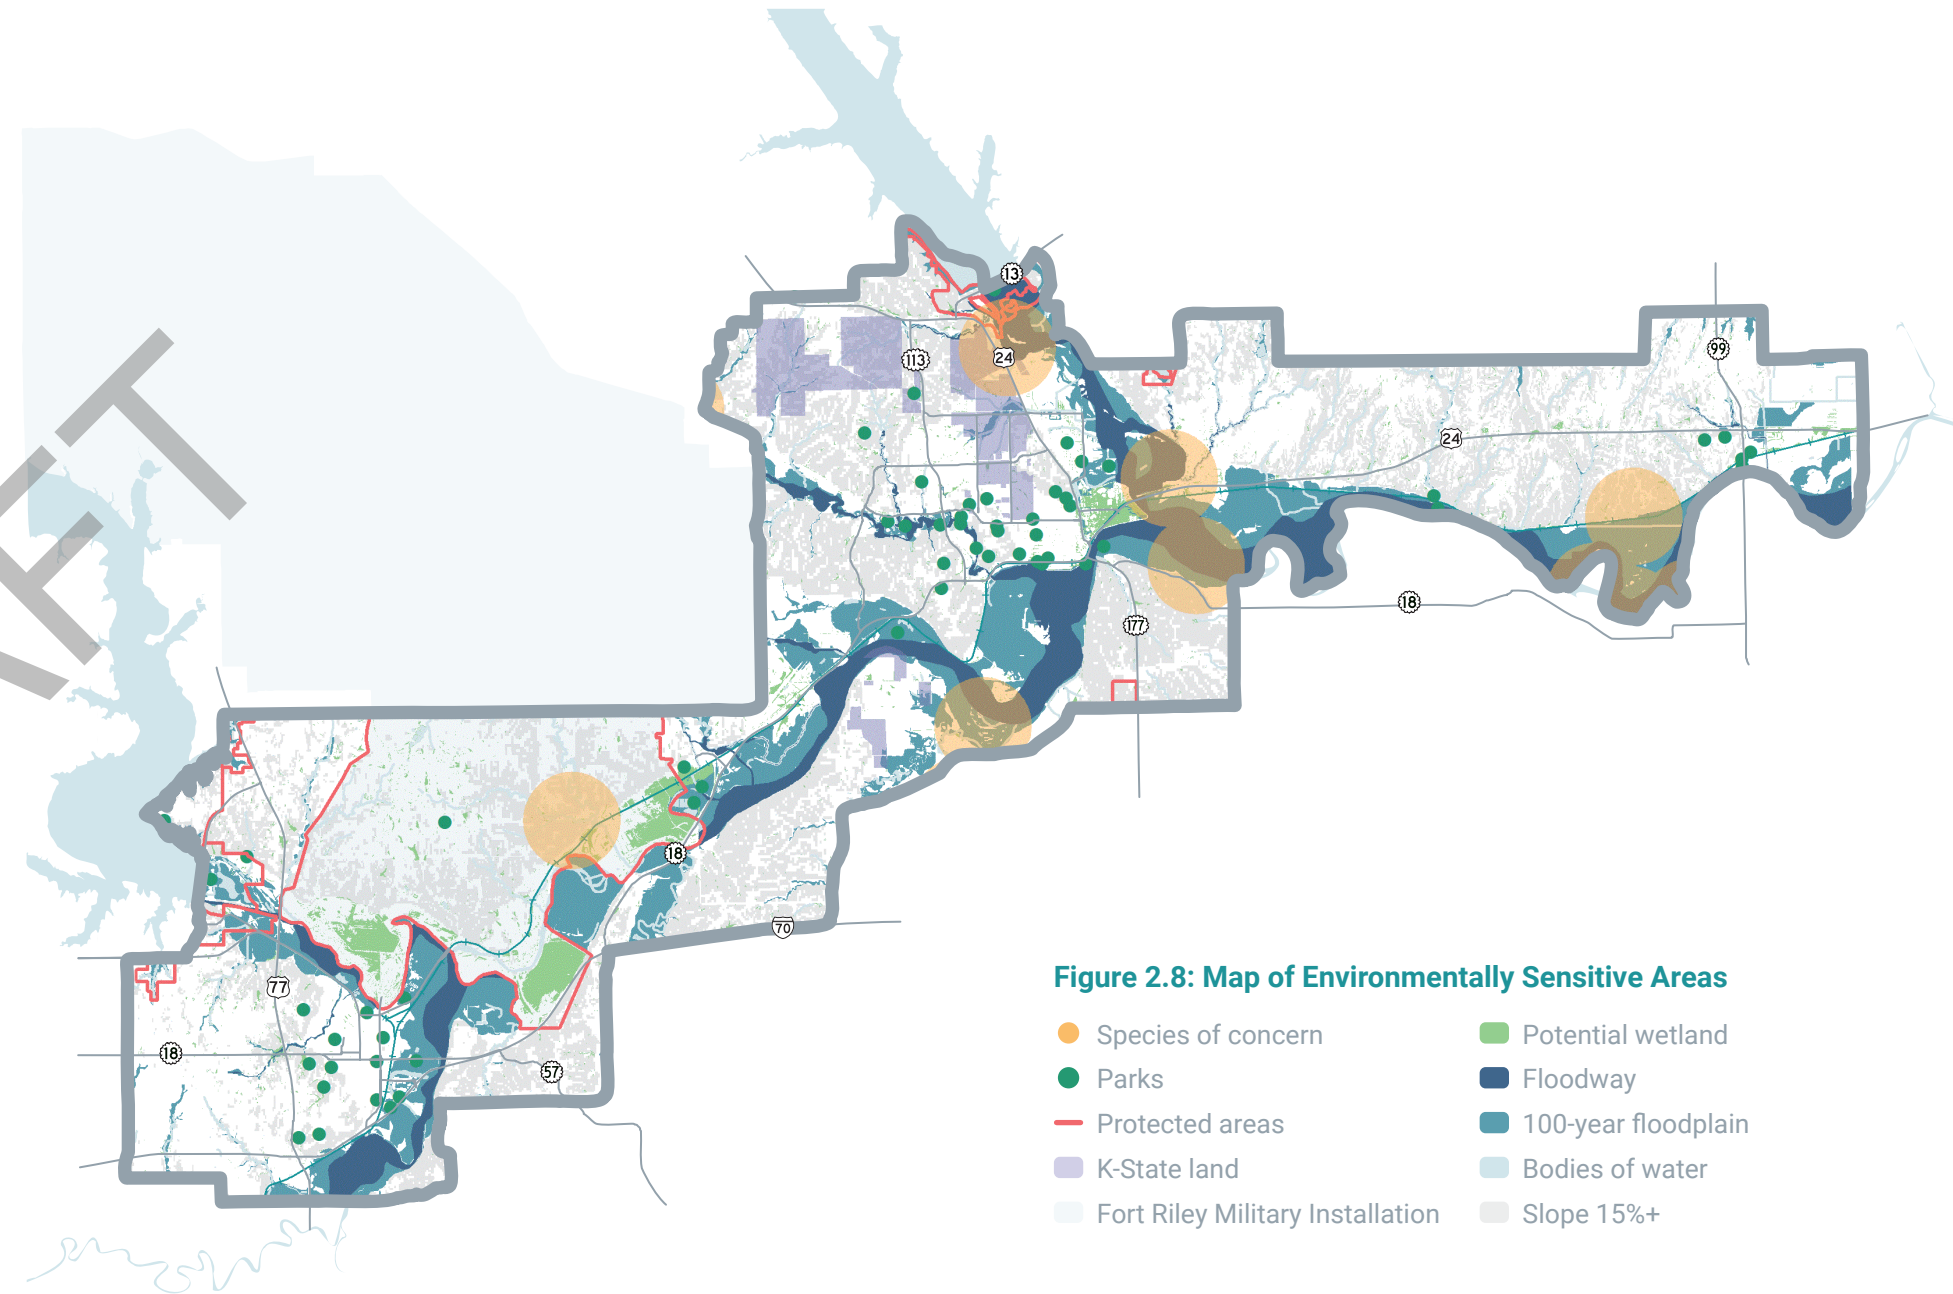 13
113
24
99
24
18
177
18
70
77
18
57
Figure 2.8: Map of Environmentally Sensitive Areas
Species of concern
Parks
Protected areas
K-State land
Fort Riley Military Installation
Potential wetland
Floodway
100-year floodplain
Bodies of water
Slope 15%+